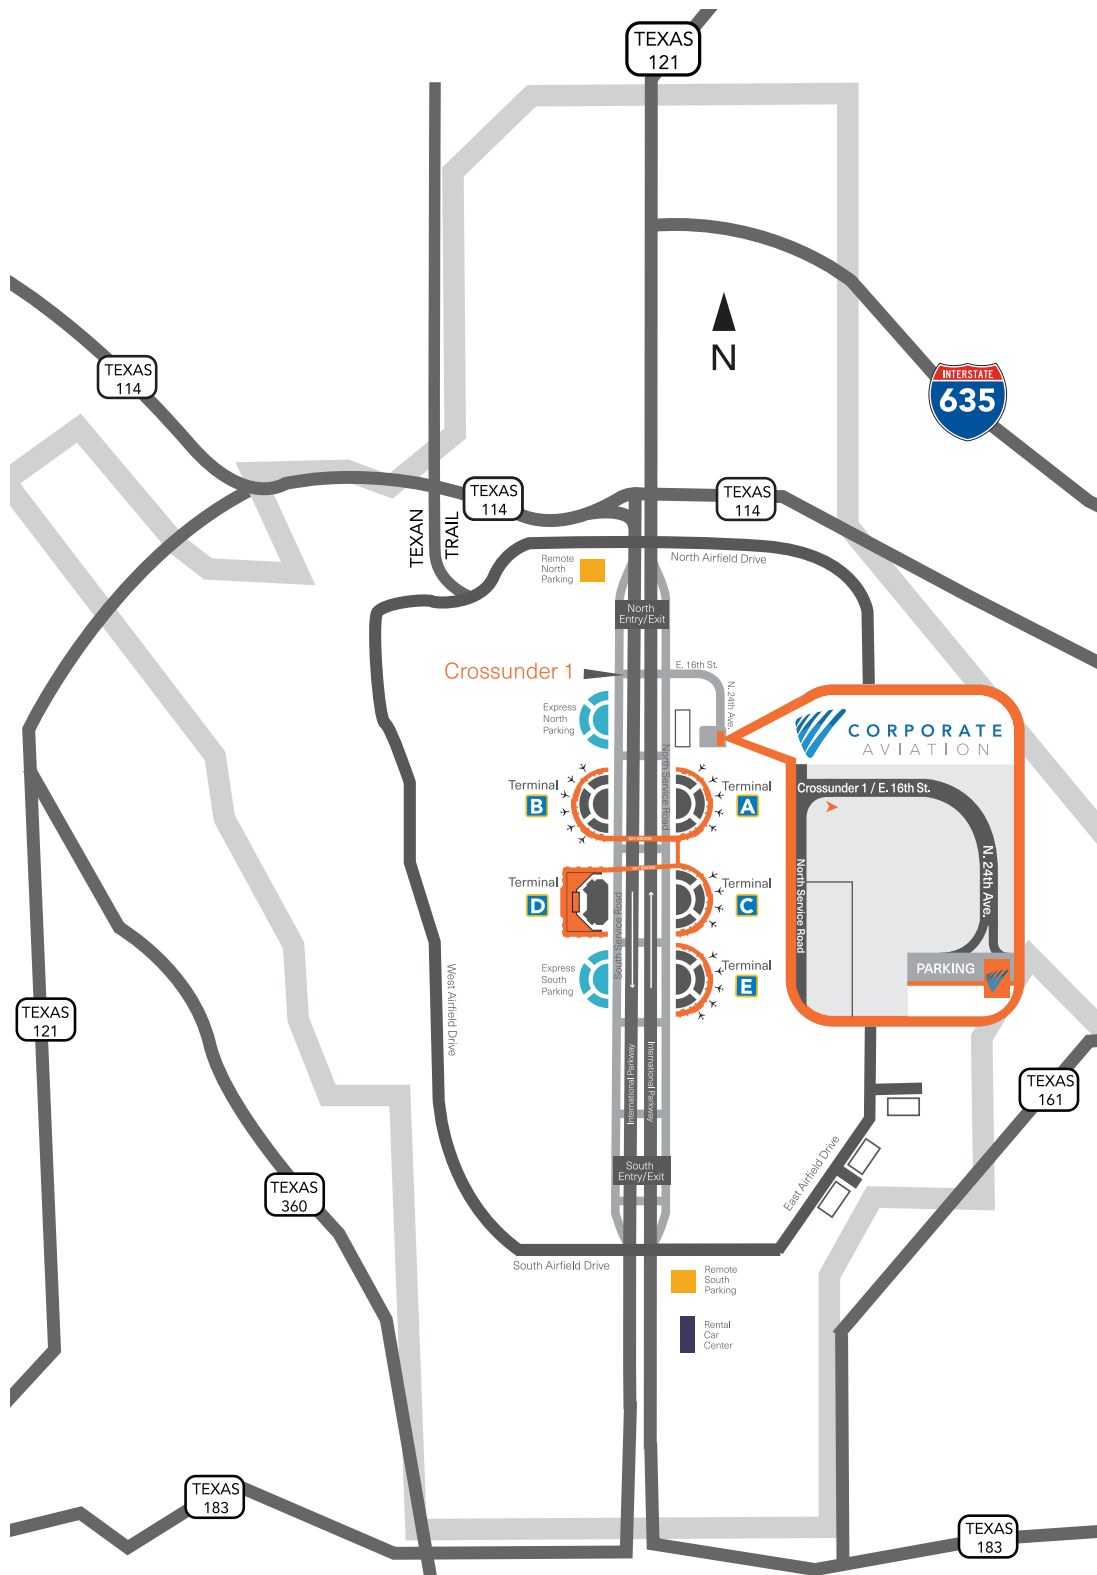 TEXAS
121
INTERSTATE
635
N
TEXAS
114
TEXAS
114
TEXAS
114
TEXAN
TRAIL
North Airfield Drive
Remote
North
Parking
North
Entry/Exit
Crossunder 1
E. 16th St.
N. 24th Ave.
Express
North
Parking
North Service Road
CORPORATE
AVIATION
Crossunder 1 / E. 16th St.
North Service Road
N. 24th Ave.
PARKING
Terminal
B
Terminal
A
Terminal
D
Terminal
C
South Service Road
Express
South
Parking
Terminal
E
West Airfield Drive
TEXAS
121
International Parkway
International Parkway
TEXAS
161
South
Entry/Exit
East Airfield Drive
TEXAS
360
South Airfield Drive
Remote
South
Parking
Rental
Car
Center
TEXAS
183
TEXAS
183